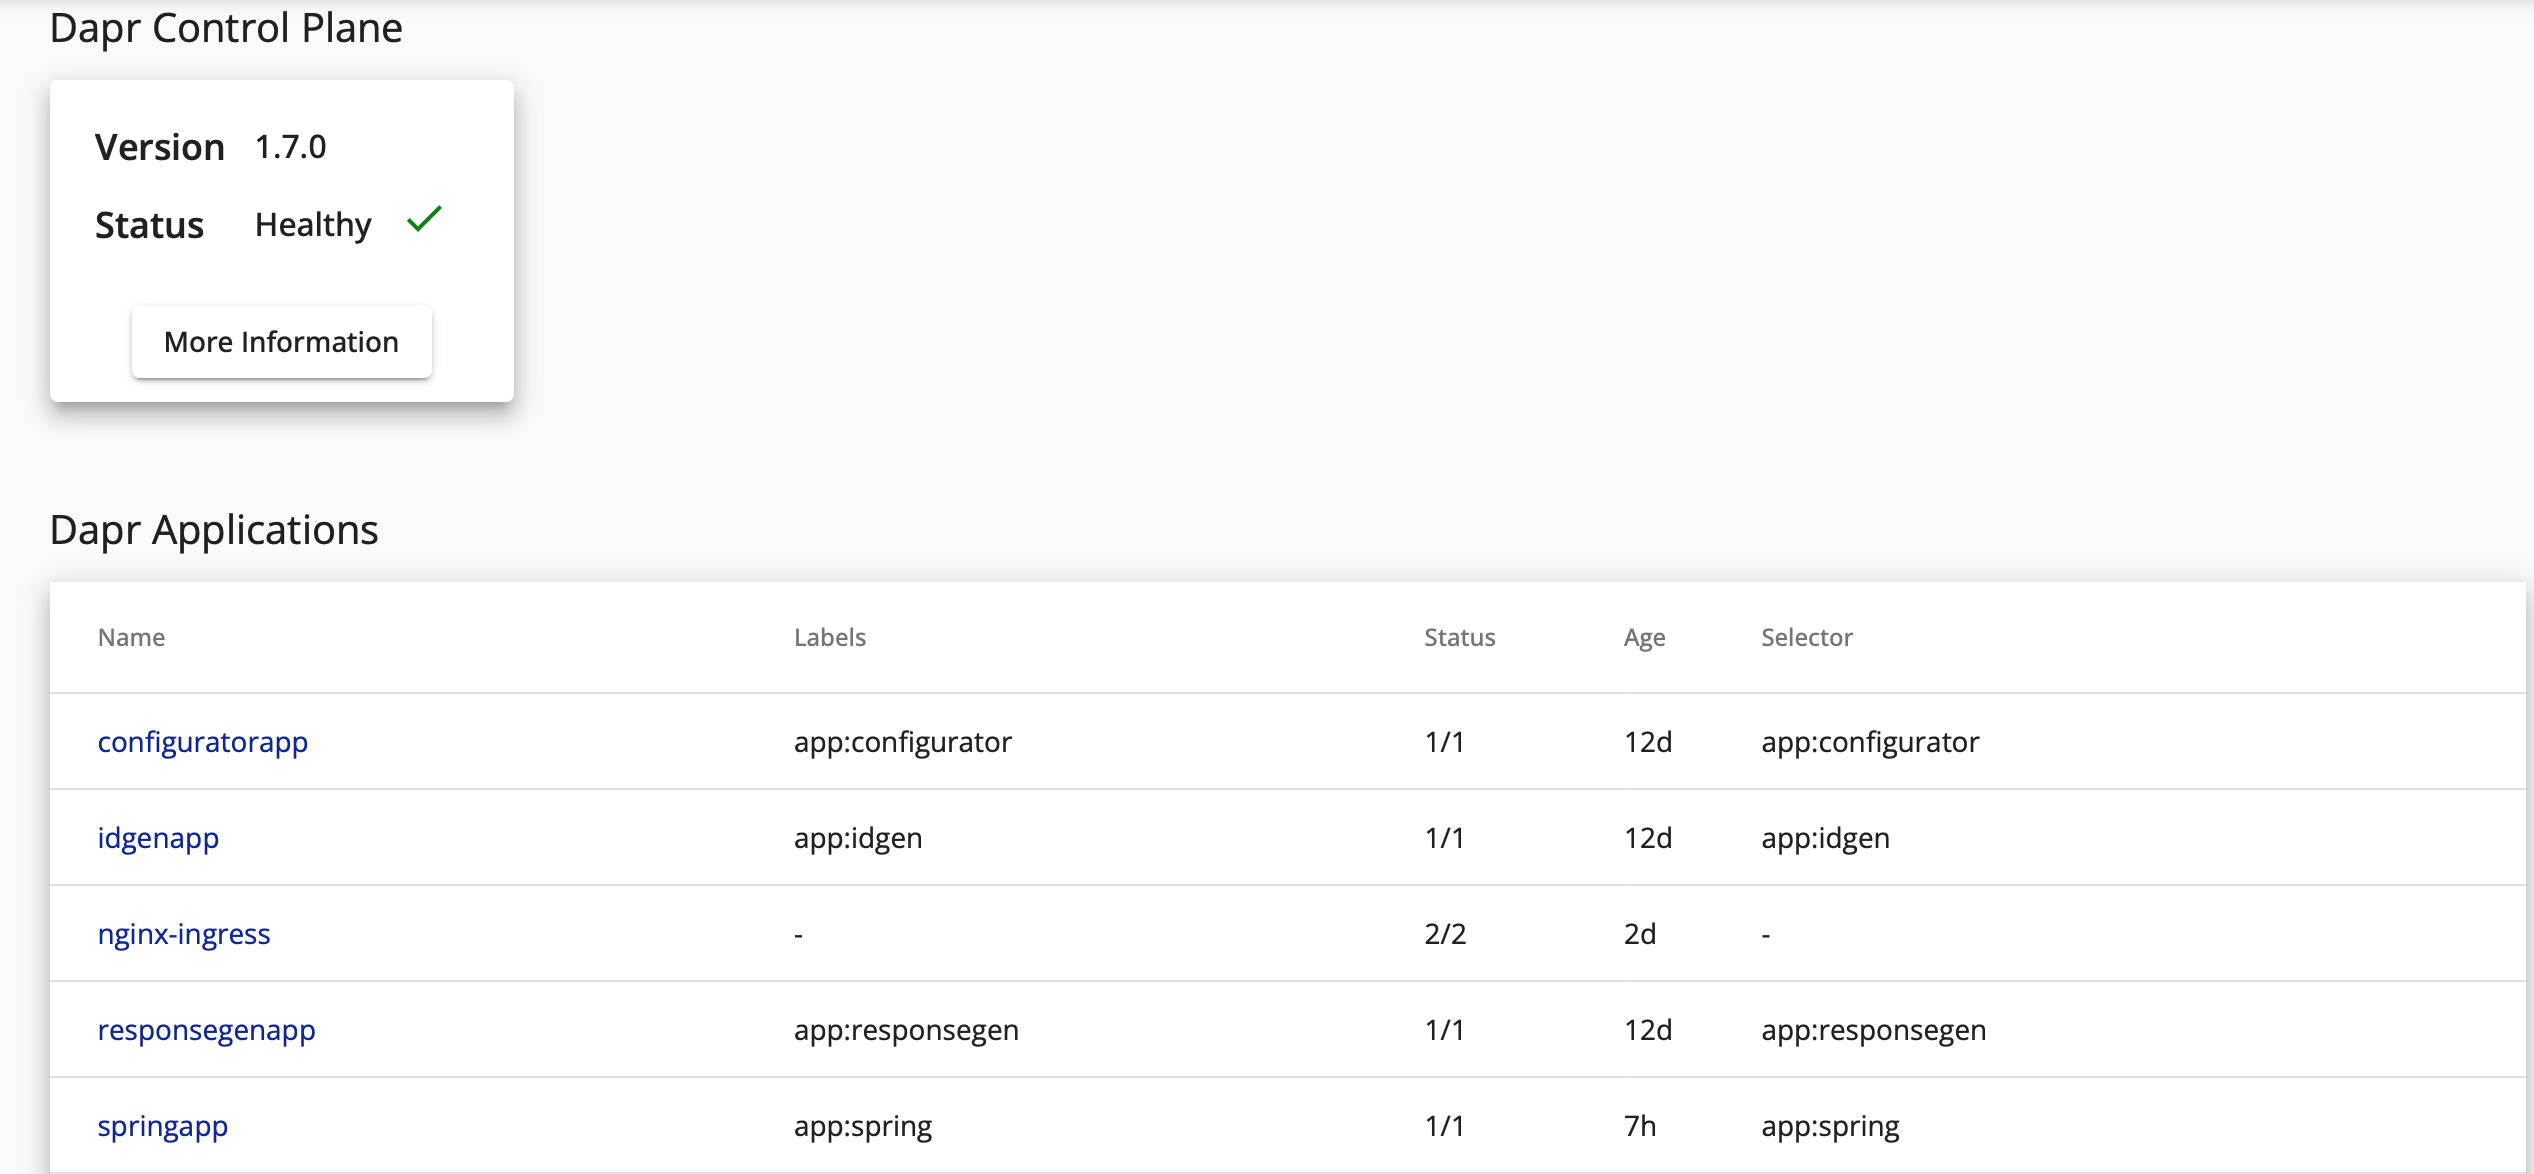 Dapr Control Plane
Version 1.7.0
Status Healthy
More Information
Dapr Applications
Name Labels Status Age Selector
configuratorapp app:configurator 1/1 12d app:configurator
idgenapp app:idgen 1/1 12d app:idgen
nginx-ingress - 2/2 2d -
responsegenapp app:responsegen 1/1 12d app:responsegen
springapp app:spring 1/1 7h app:spring